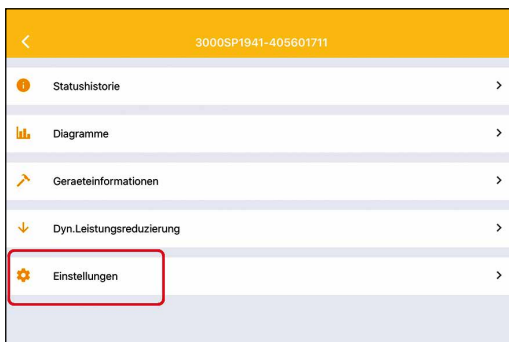 3000SP1941-405601711
Statushistorie
Diagramme
Geraeteinformationen
Dyn.Leistungsreduzierung
Einstellungen